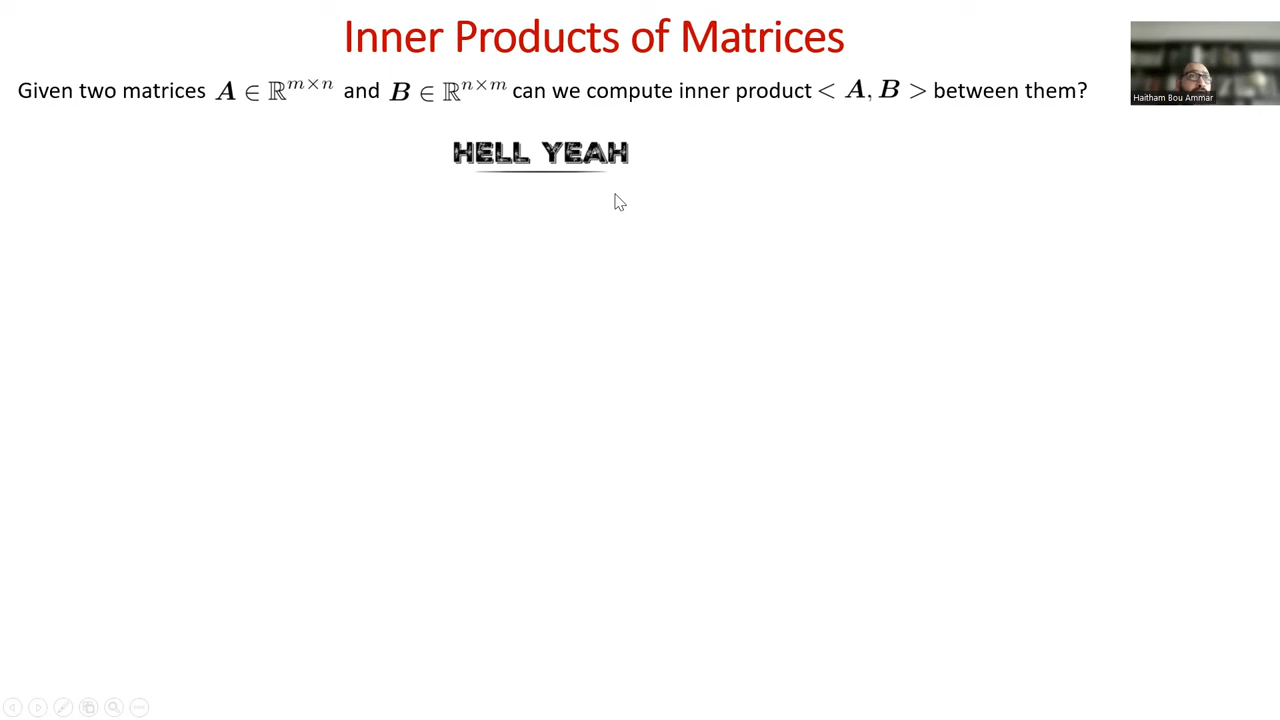 Inner Products of Matrices
Given two matrices A ∈ ℝ^{m×n} and B ∈ ℝ^{n×m} can we compute inner product < A, B > between them?
Haitham Bou Ammar
HELL YEAH